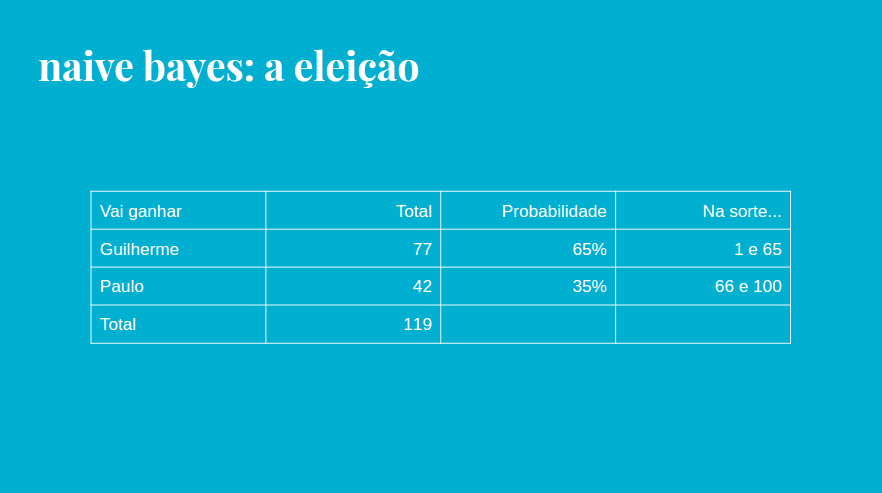 naive bayes: a eleição
Vai ganhar Total Probabilidade Na sorte...
Guilherme 77 65% 1 e 65
Paulo 42 35% 66 e 100
Total 119